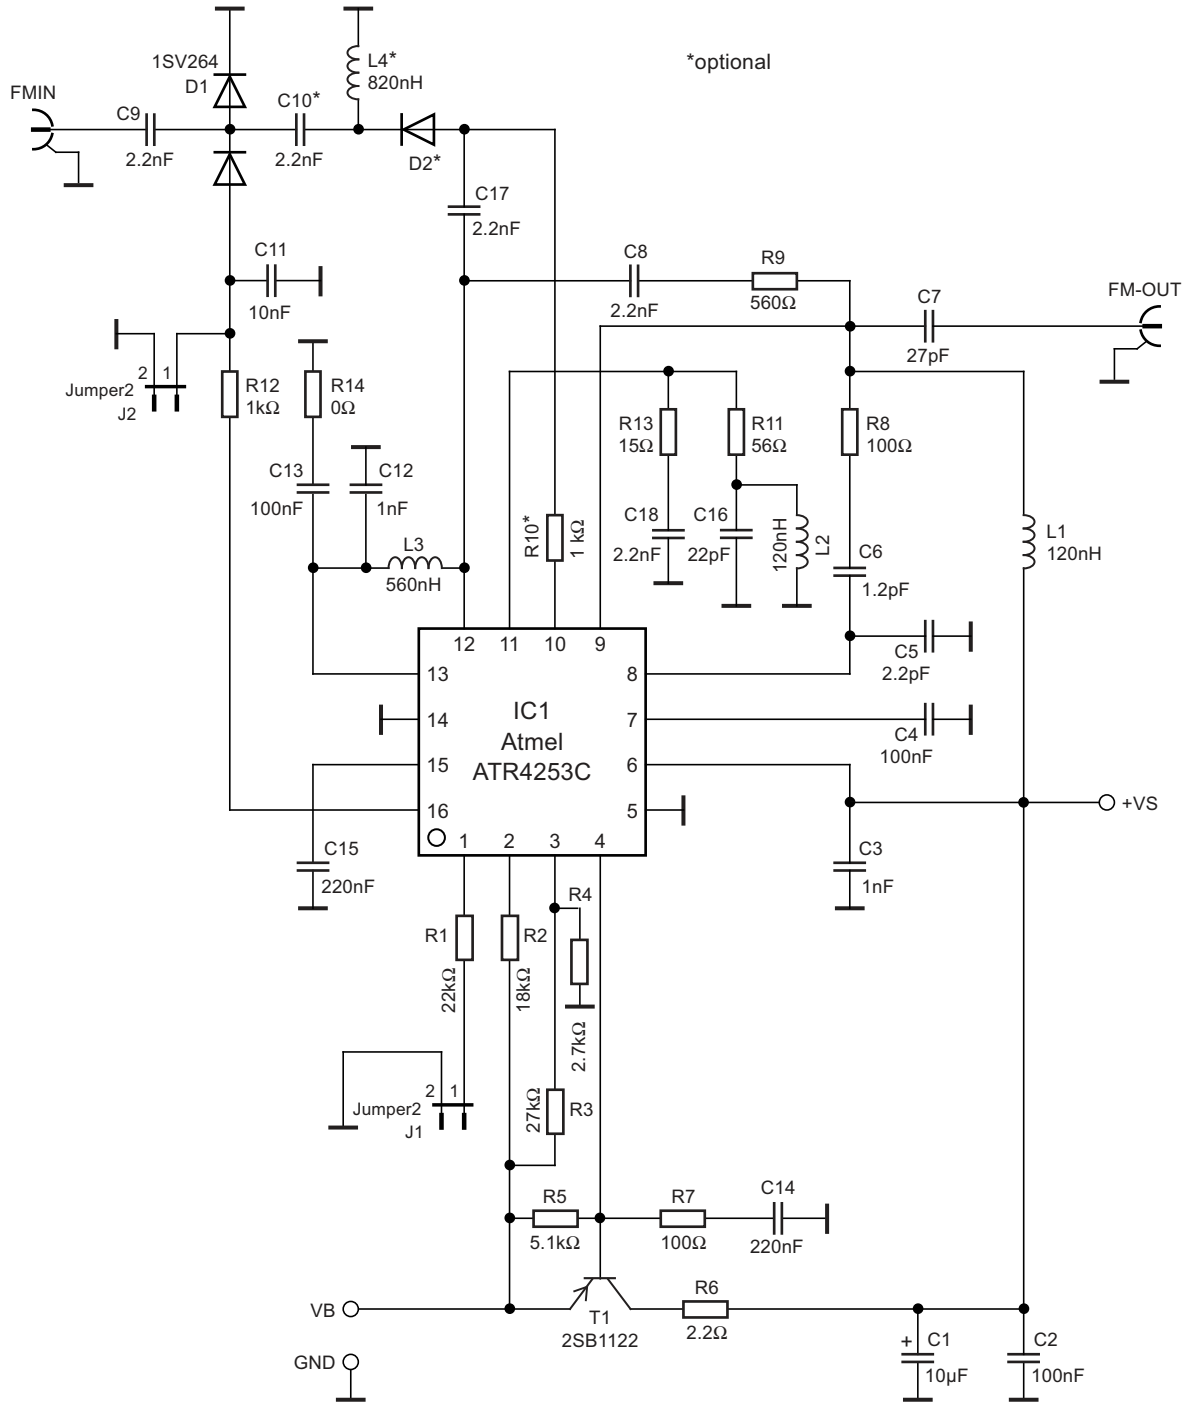 1SV264
D1
L4*
820nH
*optional
FMIN
C9
2.2nF
C10*
2.2nF
D2*
C17
2.2nF
C11
10nF
C8
2.2nF
R9
560Ω
C7
27pF
FM-OUT
2 1
Jumper2
J2
R12
1kΩ
R14
0Ω
R13
15Ω
R11
56Ω
R8
100Ω
C13
100nF
C12
1nF
L3
560nH
R10*
1 kΩ
C18
2.2nF
C16
22pF
120nH
L2
C6
1.2pF
L1
120nH
12 11 10 9
13
8
C5
2.2pF
IC1
Atmel
ATR4253C
14
7
C4
100nF
15
6
16
5
+VS
1 2 3 4
C15
220nF
C3
1nF
R1
22kΩ
R2
18kΩ
R4
2.7kΩ
2 1
Jumper2
J1
27kΩ
R3
R5
5.1kΩ
R7
100Ω
C14
220nF
VB
T1
2SB1122
R6
2.2Ω
GND
+
C1
10µF
C2
100nF